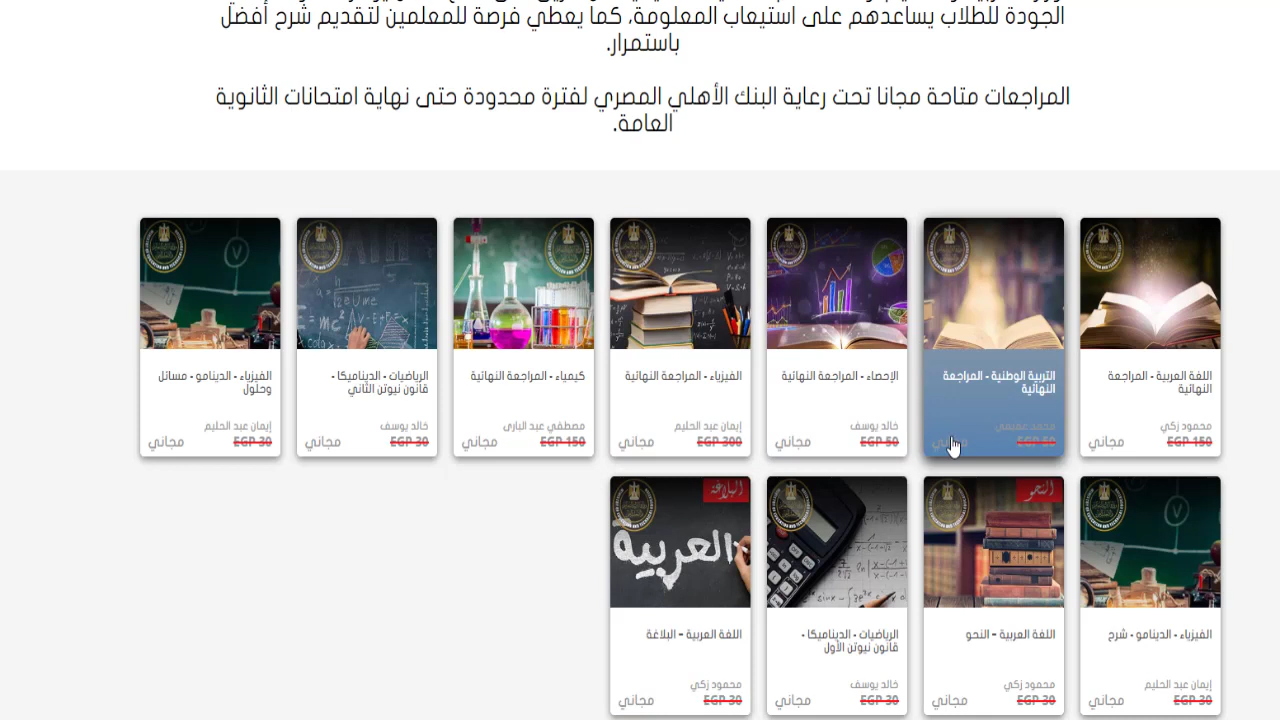 الجودة للطلاب يساعدهم على استيعاب المعلومة، كما يعطي فرصة للمعلمين لتقديم شرح أفضل
باستمرار.
المراجعات متاحة مجانا تحت رعاية البنك الأهلي المصري لفترة محدودة حتى نهاية امتحانات الثانوية
العامة.
اللغة العربية - المراجعة
النهائية
محمود زكي
EGP 150 مجاني
التربية الوطنية - المراجعة
النهائية
EGP 50
الإحصاء - المراجعة النهائية
خالد يوسف
EGP 50 مجاني
الفيزياء - المراجعة النهائية
إيمان عبد الحليم
EGP 300 مجاني
كيمياء - المراجعة النهائية
مصطفي عبد البارى
EGP 150 مجاني
الرياضيات - الديناميكا -
قانون نيوتن الثاني
خالد يوسف
EGP 30 مجاني
الفيزياء - الدينامو - مسائل
وحلول
إيمان عبد الحليم
EGP 30 مجاني
الفيزياء - الدينامو - شرح
إيمان عبد الحليم
EGP 30 مجاني
النحو
اللغة العربية - النحو
محمود زكي
EGP 30 مجاني
الرياضيات - الديناميكا -
قانون نيوتن الأول
خالد يوسف
EGP 30 مجاني
البلاغة
العربية
اللغة العربية - البلاغة
محمود زكي
EGP 30 مجاني